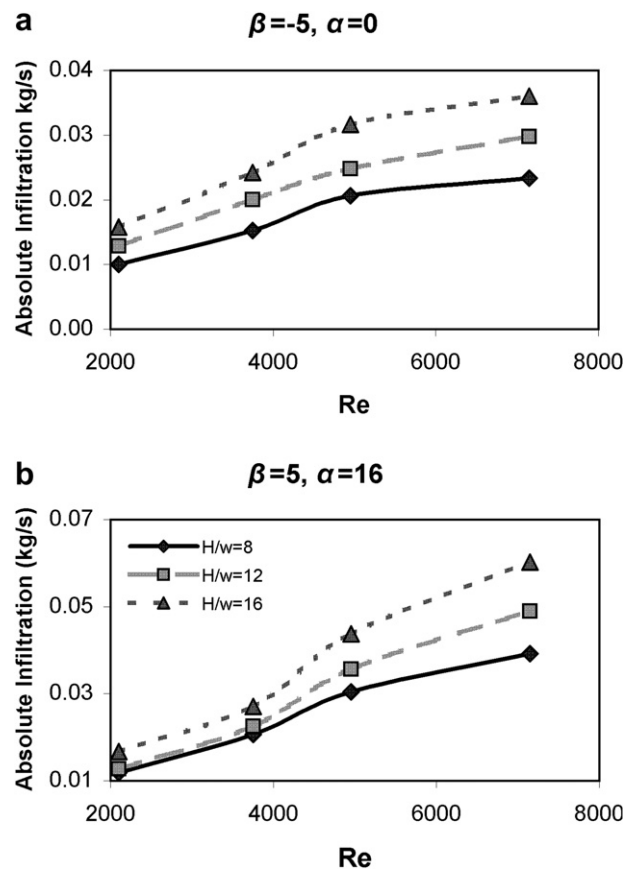 a
β=-5, α=0
Absolute Infiltration kg/s
0.04
0.03
0.02
0.01
0.00
2000 4000 6000 8000
Re
b
β=5, α=16
Absolute Infiltration (kg/s)
0.07
0.05
0.03
0.01
H/w=8
H/w=12
H/w=16
2000 4000 6000 8000
Re